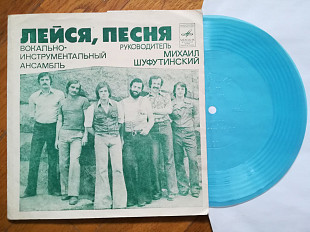 ЛЕЙСЯ, ПЕСНЯ
ВОКАЛЬНО-
ИНСТРУМЕНТАЛЬНЫЙ
АНСАМБЛЬ
РУКОВОДИТЕЛЬ
МИХАИЛ
ШУФУТИНСКИЙ